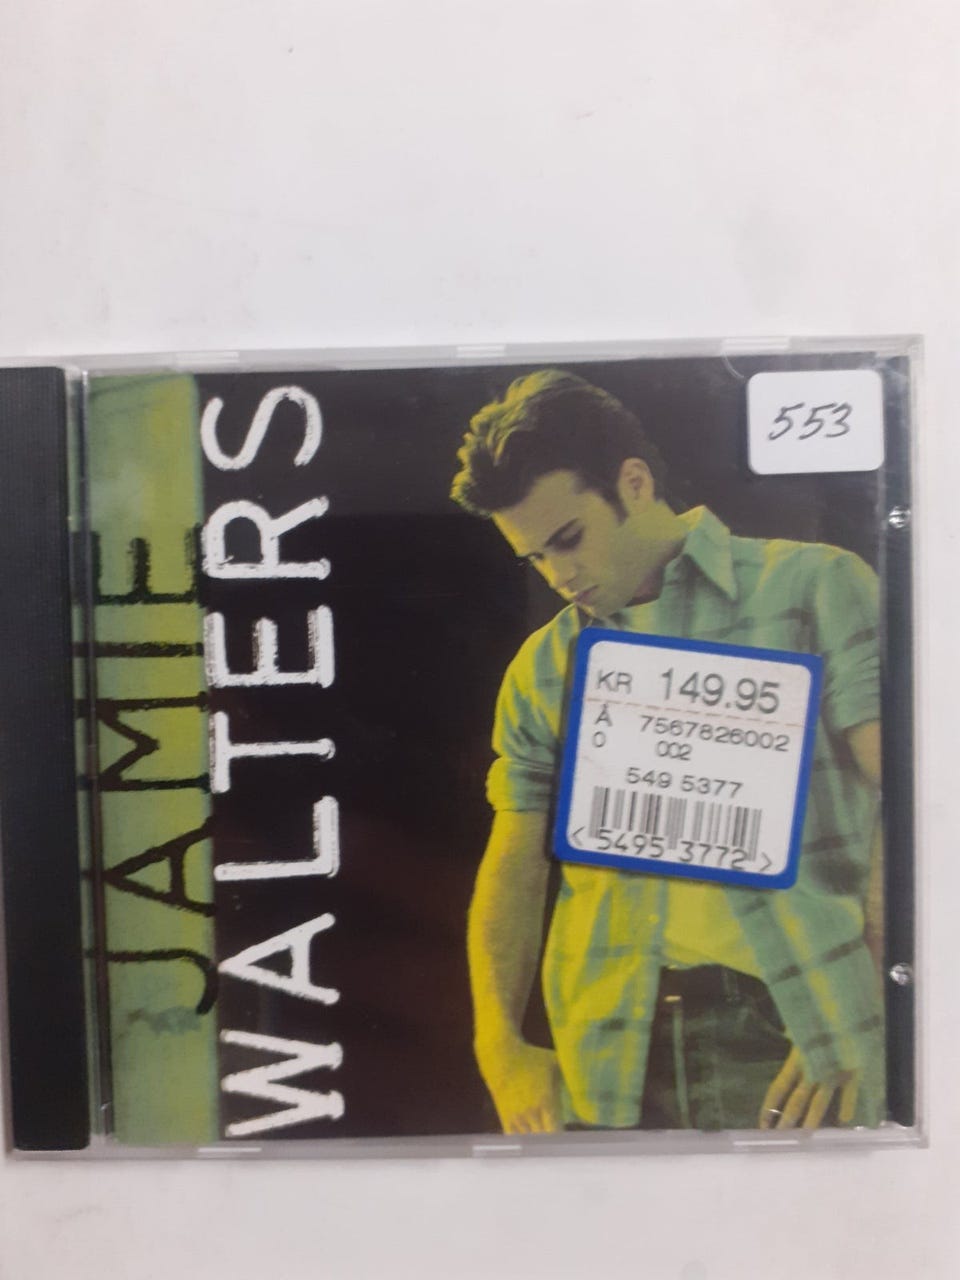 JAMIE
WALTERS
553
KR 149.95
Å 7567826002
0 002
549 5377
<5495 3772>